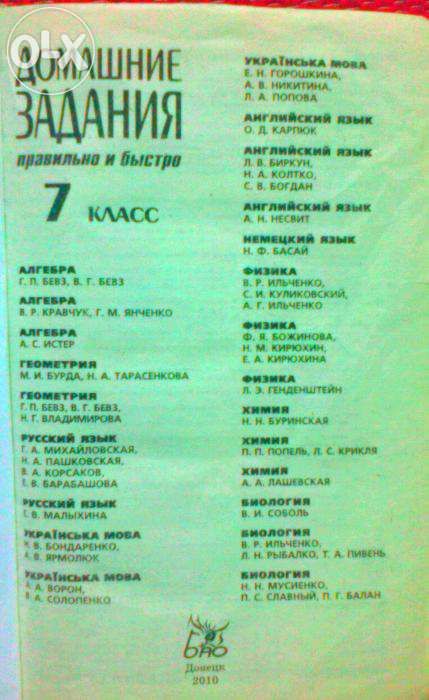 OLX
ДОМАШНИЕ
ЗАДАНИЯ
правильно и быстро
7 КЛАСС
АЛГЕБРА
Г. П. БЕВЗ, В. Г. БЕВЗ
АЛГЕБРА
В. Р. КРАВЧУК, Г. М. ЯНЧЕНКО
АЛГЕБРА
А. С. ИСТЕР
ГЕОМЕТРИЯ
М. И. БУРДА, Н. А. ТАРАСЕНКОВА
ГЕОМЕТРИЯ
Г. П. БЕВЗ, В. Г. БЕВЗ,
Н. Г. ВЛАДИМИРОВА
РУССКИЙ ЯЗЫК
Г. А. МИХАЙЛОВСКАЯ,
Н. А. ПАШКОВСКАЯ,
В. А. КОРСАКОВ,
Е. В. БАРАБАШОВА
РУССКИЙ ЯЗЫК
Е. В. МАЛЫХИНА
УКРАЇНСЬКА МОВА
Н. В. БОНДАРЕНКО,
А. В. ЯРМОЛЮК
УКРАЇНСЬКА МОВА
А. А. ВОРОН,
В. А. СОЛОПЕНКО
УКРАЇНСЬКА МОВА
Е. Н. ГОРОШКИНА,
А. В. НИКИТИНА,
Л. А. ПОПОВА
АНГЛИЙСКИЙ ЯЗЫК
О. Д. КАРПЮК
АНГЛИЙСКИЙ ЯЗЫК
Л. В. БИРКУН,
Н. А. КОЛТКО,
С. В. БОГДАН
АНГЛИЙСКИЙ ЯЗЫК
А. Н. НЕСВИТ
НЕМЕЦКИЙ ЯЗЫК
Н. Ф. БАСАЙ
ФИЗИКА
В. Р. ИЛЬЧЕНКО,
С. И. КУЛИКОВСКИЙ,
А. Г. ИЛЬЧЕНКО
ФИЗИКА
Ф. Я. БОЖИНОВА,
Н. М. КИРЮХИН,
Е. А. КИРЮХИНА
ФИЗИКА
Л. Э. ГЕНДЕНШТЕЙН
ХИМИЯ
Н. Н. БУРИНСКАЯ
ХИМИЯ
П. П. ПОПЕЛЬ, Л. С. КРИКЛЯ
ХИМИЯ
А. А. ЛАШЕВСКАЯ
БИОЛОГИЯ
В. И. СОБОЛЬ
БИОЛОГИЯ
В. Р. ИЛЬЧЕНКО,
Л. Н. РЫБАЛКО, Т. А. ПИВЕНЬ
БИОЛОГИЯ
Н. Н. МУСИЕНКО,
П. С. СЛАВНЫЙ, П. Г. БАЛАН
БАО
Донецк
2010